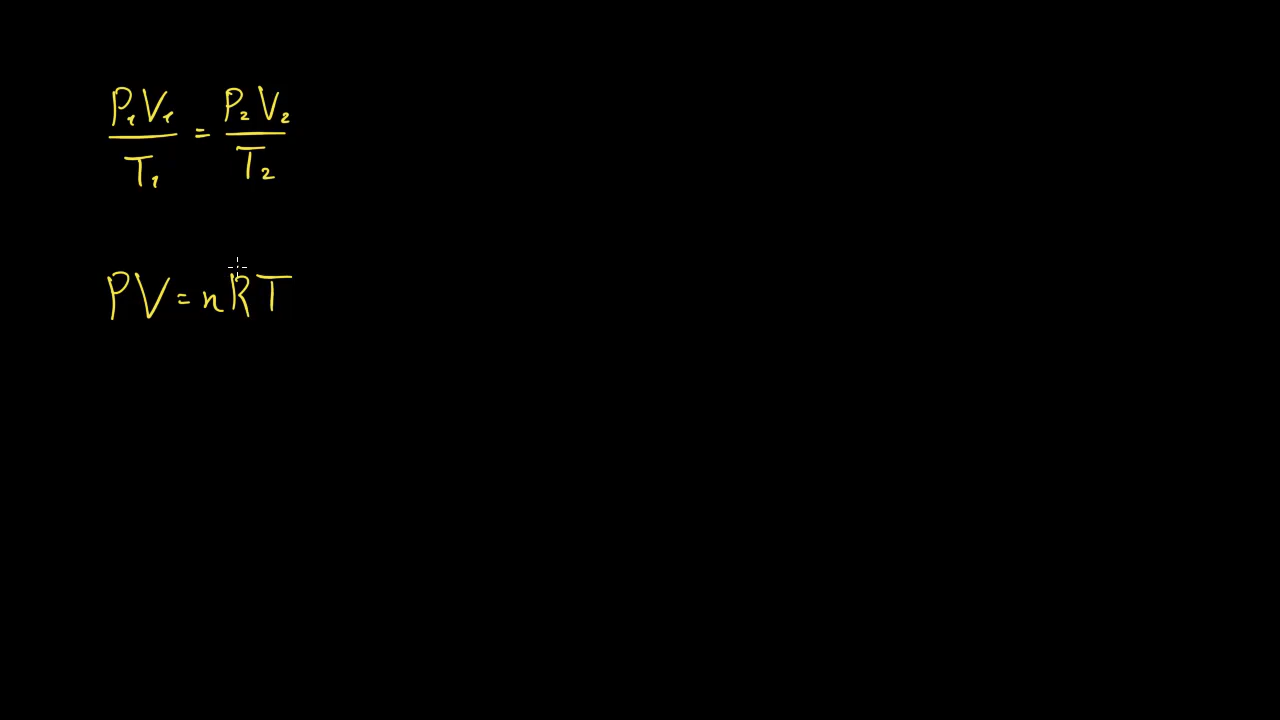 P₁V₁/T₁ = P₂V₂/T₂
PV = nRT